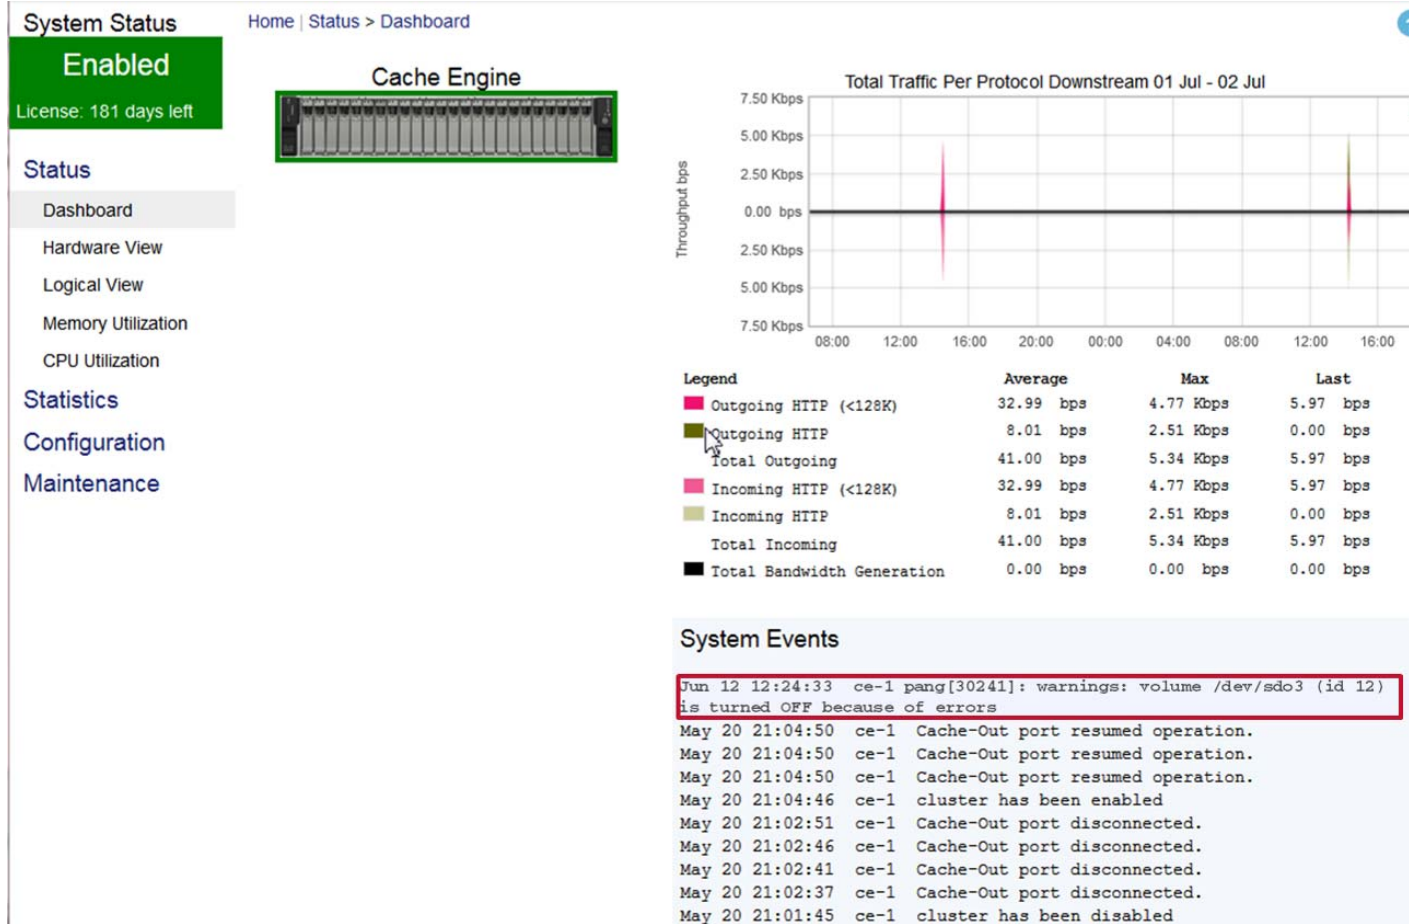 System Status
Enabled
License: 181 days left
Status
Dashboard
Hardware View
Logical View
Memory Utilization
CPU Utilization
Statistics
Configuration
Maintenance
Home | Status > Dashboard
Cache Engine
Total Traffic Per Protocol Downstream 01 Jul - 02 Jul
Throughput bps
7.50 Kbps
5.00 Kbps
2.50 Kbps
0.00 bps
2.50 Kbps
5.00 Kbps
7.50 Kbps
08:00 12:00 16:00 20:00 00:00 04:00 08:00 12:00 16:00
Legend Average Max Last
Outgoing HTTP (<128K) 32.99 bps 4.77 Kbps 5.97 bps
Outgoing HTTP 8.01 bps 2.51 Kbps 0.00 bps
Total Outgoing 41.00 bps 5.34 Kbps 5.97 bps
Incoming HTTP (<128K) 32.99 bps 4.77 Kbps 5.97 bps
Incoming HTTP 8.01 bps 2.51 Kbps 0.00 bps
Total Incoming 41.00 bps 5.34 Kbps 5.97 bps
Total Bandwidth Generation 0.00 bps 0.00 bps 0.00 bps
System Events
Jun 12 12:24:33 ce-1 pang[30241]: warnings: volume /dev/sdo3 (id 12)
is turned OFF because of errors
May 20 21:04:50 ce-1 Cache-Out port resumed operation.
May 20 21:04:50 ce-1 Cache-Out port resumed operation.
May 20 21:04:50 ce-1 Cache-Out port resumed operation.
May 20 21:04:46 ce-1 cluster has been enabled
May 20 21:02:51 ce-1 Cache-Out port disconnected.
May 20 21:02:46 ce-1 Cache-Out port disconnected.
May 20 21:02:41 ce-1 Cache-Out port disconnected.
May 20 21:02:37 ce-1 Cache-Out port disconnected.
May 20 21:01:45 ce-1 cluster has been disabled